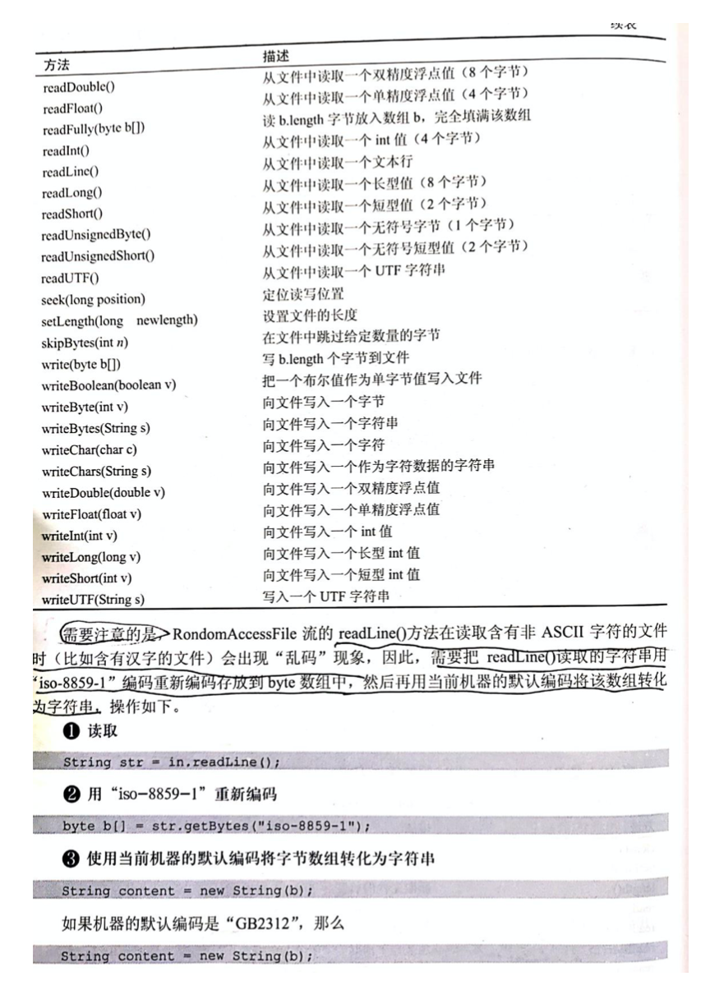 续表
方法 描述
readDouble() 从文件中读取一个双精度浮点值（8 个字节）
readFloat() 从文件中读取一个单精度浮点值（4 个字节）
readFully(byte b[]) 读 b.length 字节放入数组 b，完全填满该数组
readInt() 从文件中读取一个 int 值（4 个字节）
readLine() 从文件中读取一个文本行
readLong() 从文件中读取一个长型值（8 个字节）
readShort() 从文件中读取一个短型值（2 个字节）
readUnsignedByte() 从文件中读取一个无符号字节（1 个字节）
readUnsignedShort() 从文件中读取一个无符号短型值（2 个字节）
readUTF() 从文件中读取一个 UTF 字符串
seek(long position) 定位读写位置
setLength(long newlength) 设置文件的长度
skipBytes(int n) 在文件中跳过给定数量的字节
write(byte b[]) 写 b.length 个字节到文件
writeBoolean(boolean v) 把一个布尔值作为单字节值写入文件
writeByte(int v) 向文件写入一个字节
writeBytes(String s) 向文件写入一个字符串
writeChar(char c) 向文件写入一个字符
writeChars(String s) 向文件写入一个作为字符数据的字符串
writeDouble(double v) 向文件写入一个双精度浮点值
writeFloat(float v) 向文件写入一个单精度浮点值
writeInt(int v) 向文件写入一个 int 值
writeLong(long v) 向文件写入一个长型 int 值
writeShort(int v) 向文件写入一个短型 int 值
writeUTF(String s) 写入一个 UTF 字符串
需要注意的是，RondomAccessFile 流的 readLine()方法在读取含有非 ASCII 字符的文件
时（比如含有汉字的文件）会出现“乱码”现象，因此，需要把 readLine()读取的字符串用
“iso-8859-1”编码重新编码存放到 byte 数组中，然后再用当前机器的默认编码将该数组转化
为字符串，操作如下。
❶ 读取
String str = in.readLine();
❷ 用“iso-8859-1”重新编码
byte b[] = str.getBytes("iso-8859-1");
❸ 使用当前机器的默认编码将字节数组转化为字符串
String content = new String(b);
如果机器的默认编码是“GB2312”，那么
String content = new String(b);